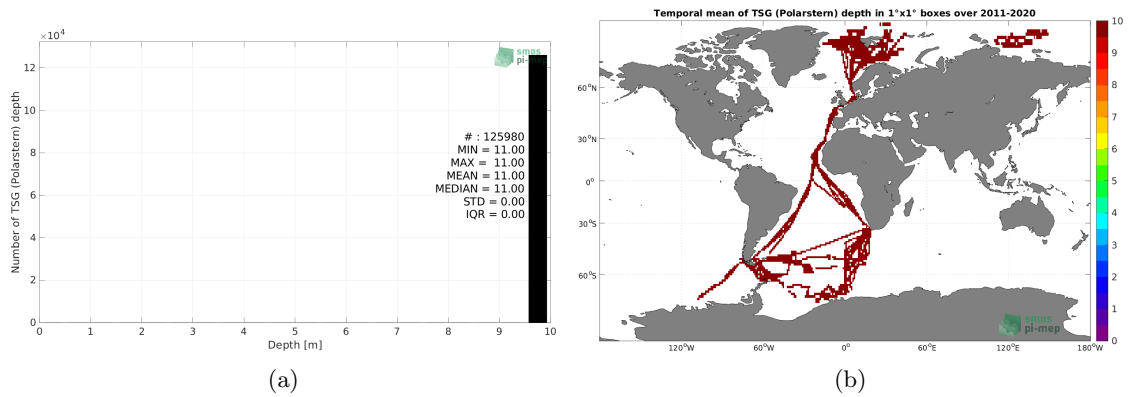 ×10⁴
12
10
8
6
4
2
0
Number of TSG (Polarstern) depth
smos
pi-mep
# : 125980
MIN = 11.00
MAX = 11.00
MEAN = 11.00
MEDIAN = 11.00
STD = 0.00
IQR = 0.00
0 1 2 3 4 5 6 7 8 9 10
Depth [m]
(a)
Temporal mean of TSG (Polarstern) depth in 1°x1° boxes over 2011-2020
60°N
30°N
0°
30°S
60°S
120°W 60°W 0° 60°E 120°E 180°W
smos
pi-mep
10
9
8
7
6
5
4
3
2
1
0
(b)